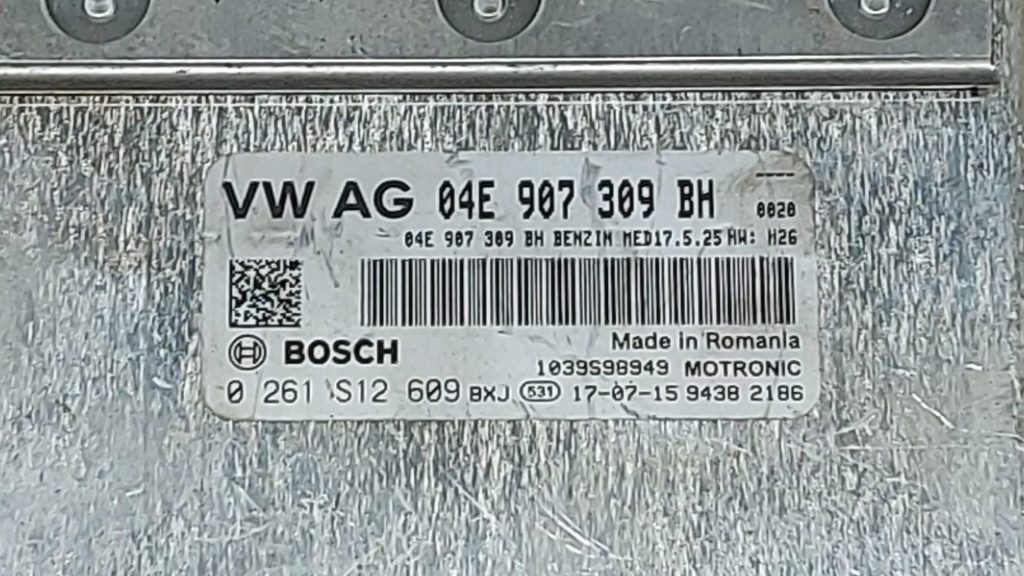 VW AG 04E 907 309 BH
0020
04E 907 309 BH BENZIN MED17.5.25 HW: H26
Made in Romania
BOSCH
1039S98949 MOTRONIC
0 261 S12 609 BXJ 531 17-07-15 9438 2186